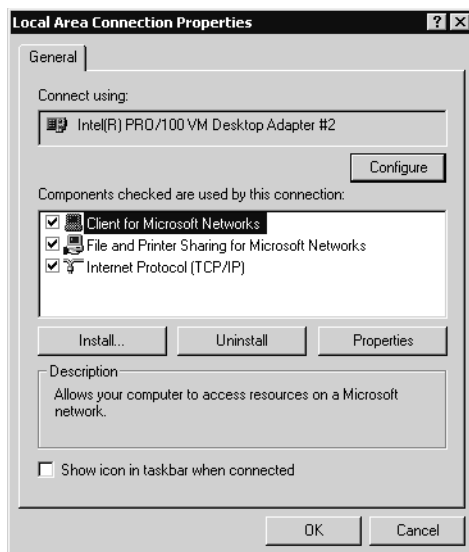 Local Area Connection Properties
General
Connect using:
Intel(R) PRO/100 VM Desktop Adapter #2
Configure
Components checked are used by this connection:
Client for Microsoft Networks
File and Printer Sharing for Microsoft Networks
Internet Protocol (TCP/IP)
Install... Uninstall Properties
Description
Allows your computer to access resources on a Microsoft
network.
Show icon in taskbar when connected
OK Cancel